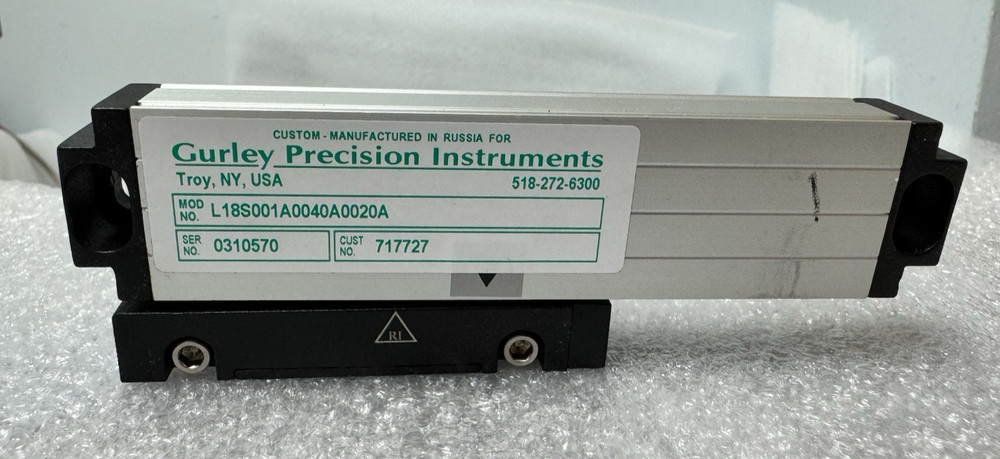 CUSTOM - MANUFACTURED IN RUSSIA FOR
Gurley Precision Instruments
Troy, NY, USA 518-272-6300
MOD NO. L18S001A0040A0020A
SER NO. 0310570 CUST NO. 717727
RI